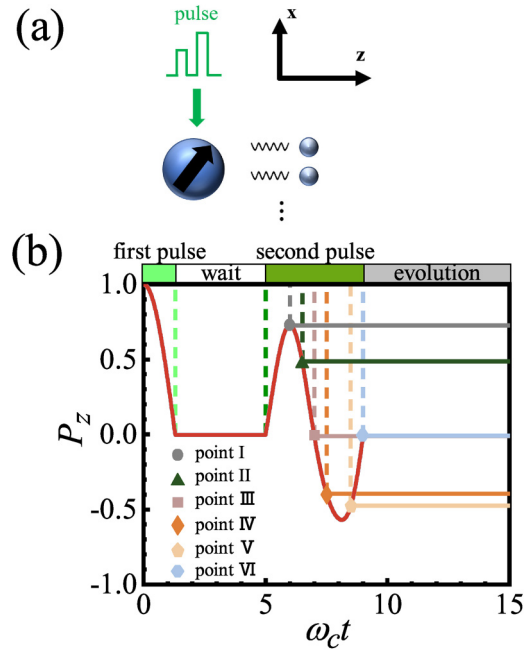 (a)
pulse
x
z
(b)
first pulse
second pulse
wait
evolution
1.0
0.5
0.0
-0.5
-1.0
P_z
point I
point II
point III
point IV
point V
point VI
0
5
10
15
ω_c t